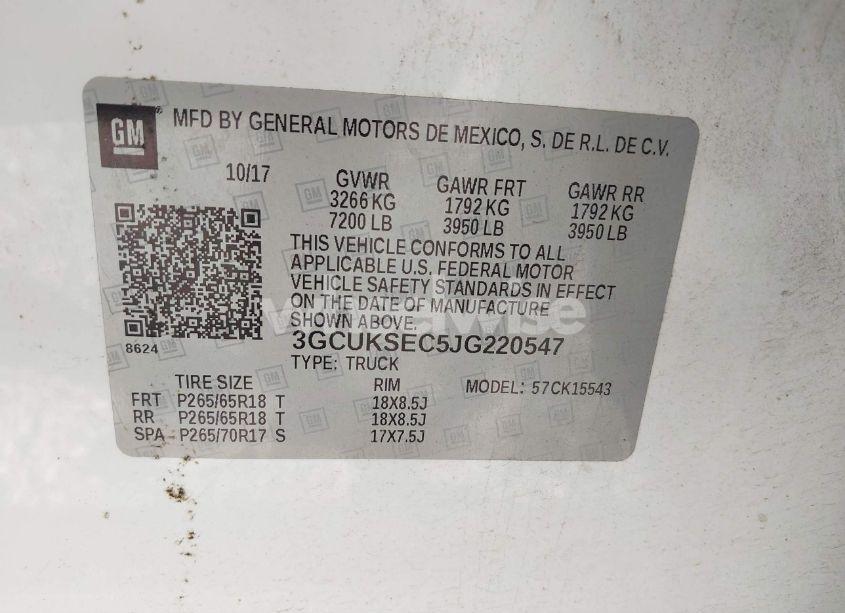 GM
MFD BY GENERAL MOTORS DE MEXICO, S. DE R.L. DE C.V.
10/17
GVWR GAWR FRT GAWR RR
3266 KG 1792 KG 1792 KG
7200 LB 3950 LB 3950 LB
THIS VEHICLE CONFORMS TO ALL
APPLICABLE U.S. FEDERAL MOTOR
VEHICLE SAFETY STANDARDS IN EFFECT
ON THE DATE OF MANUFACTURE
SHOWN ABOVE.
8624
3GCUKSEC5JG220547
TYPE: TRUCK
TIRE SIZE RIM MODEL: 57CK15543
FRT P265/65R18 T 18X8.5J
RR P265/65R18 T 18X8.5J
SPA P265/70R17 S 17X7.5J